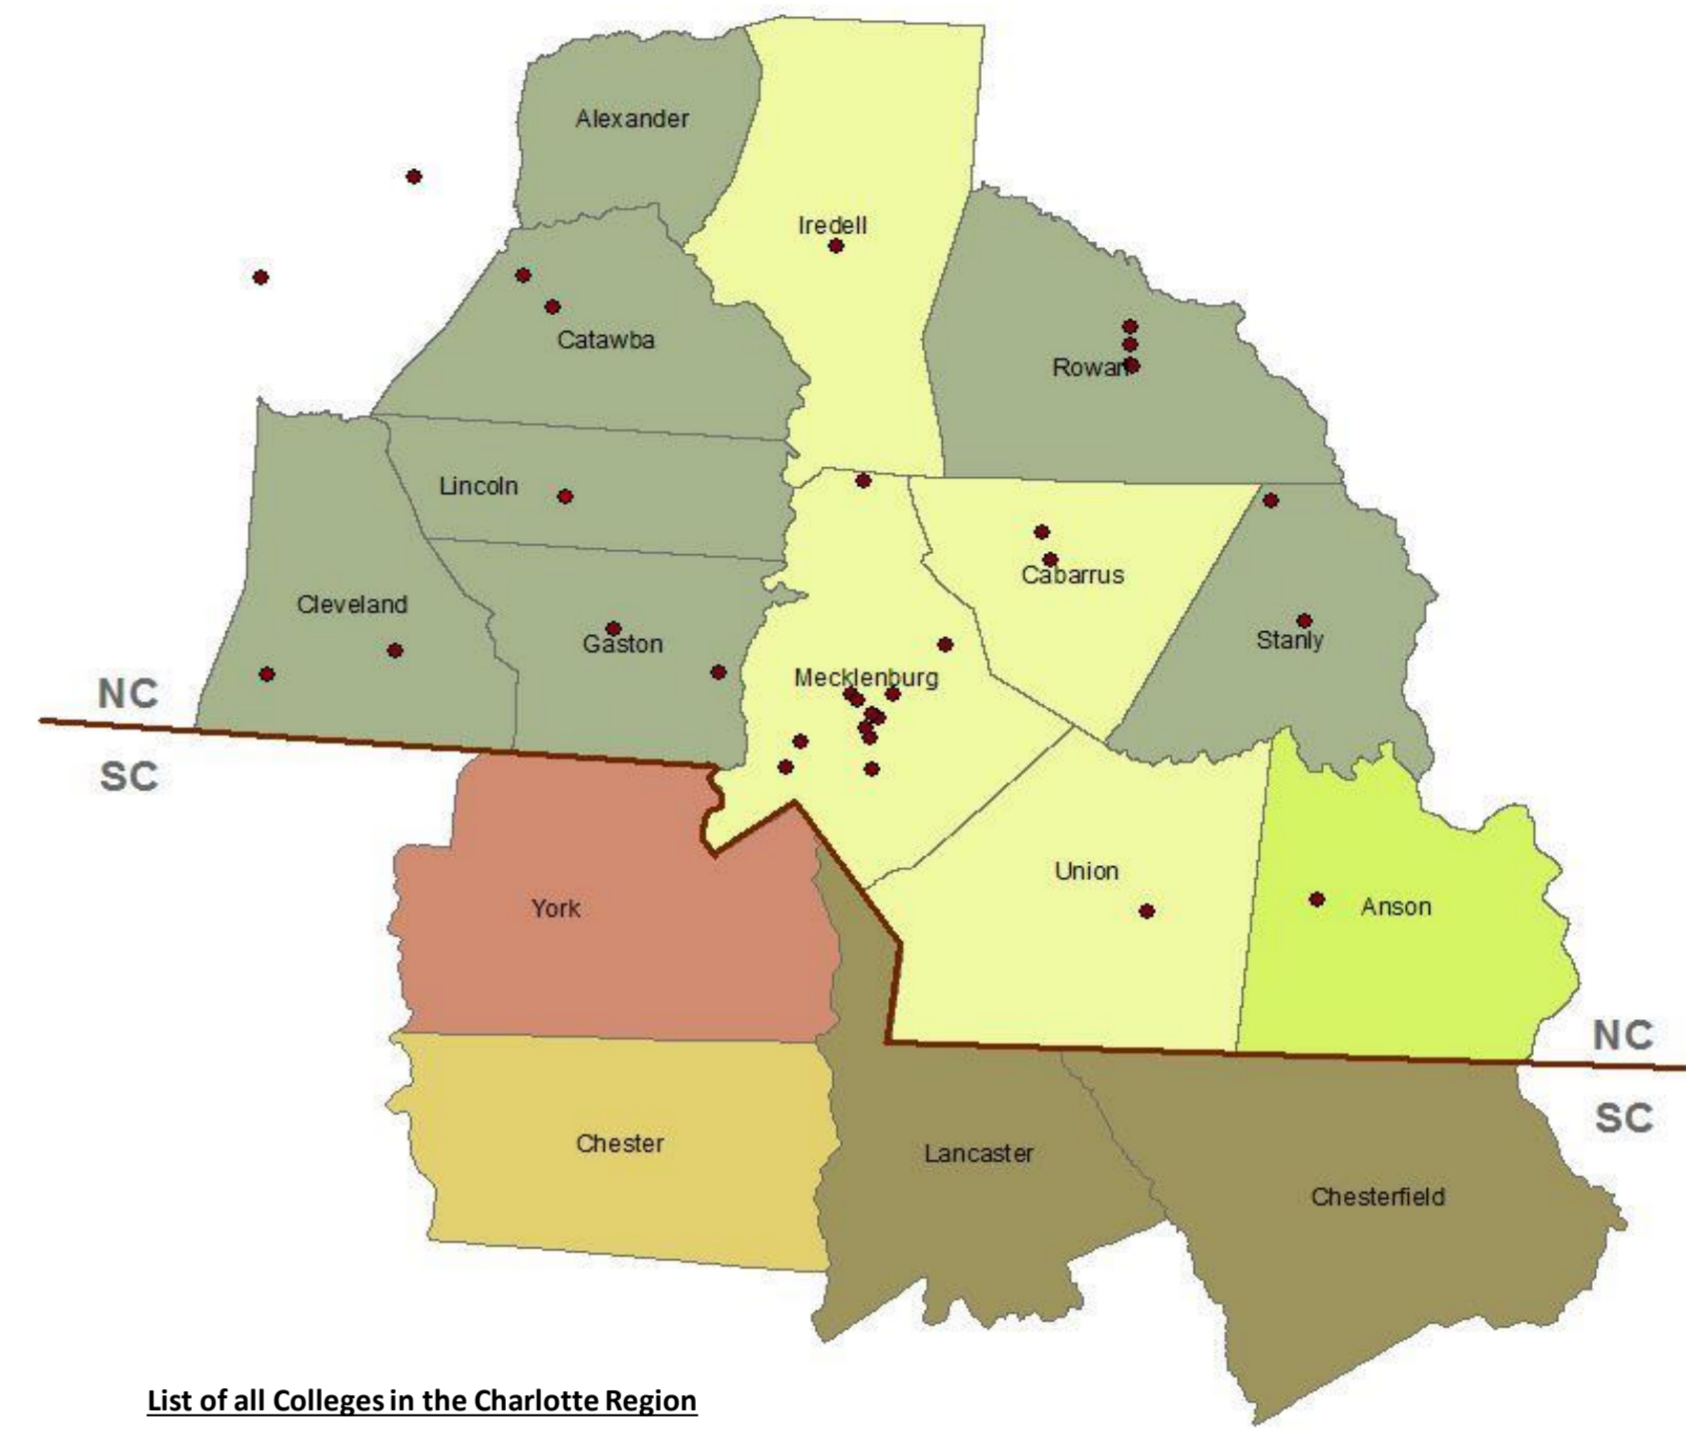 Alexander
Iredell
Catawba
Rowan
Lincoln
Cabarrus
Cleveland
Gaston
Stanly
Mecklenburg
NC
SC
Union
York
Anson
NC
SC
Chester
Lancaster
Chesterfield
List of all Colleges in the Charlotte Region